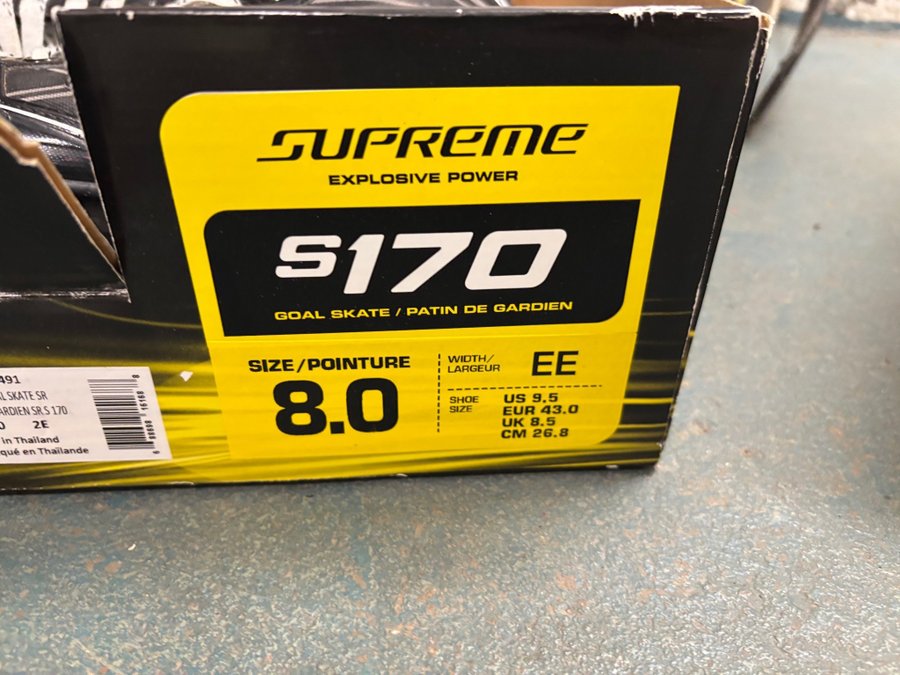 SUPREME
EXPLOSIVE POWER
S170
GOAL SKATE / PATIN DE GARDIEN
SIZE/POINTURE
8.0
WIDTH/
LARGEUR
EE
SHOE
SIZE
US 9.5
EUR 43.0
UK 8.5
CM 26.8
491
AL SKATE SR
ARDIEN SR.S 170
2E
in Thailand
qué en Thaïlande